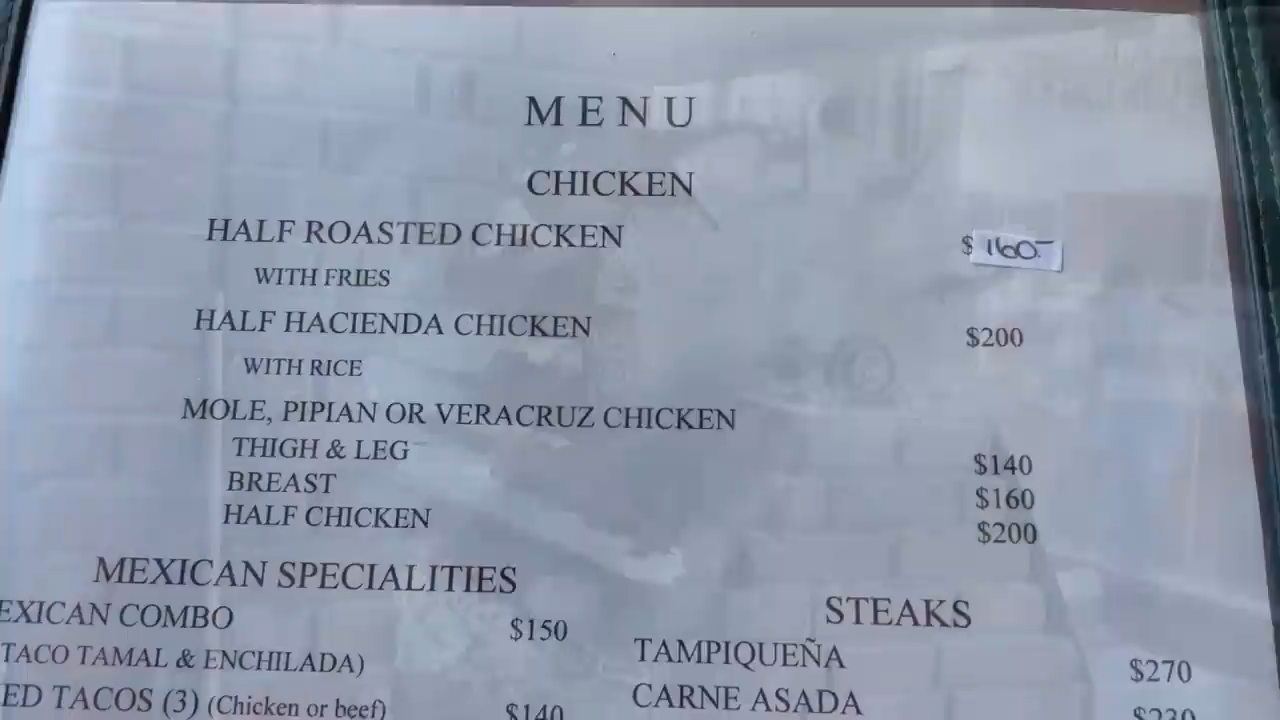 MENU
CHICKEN
HALF ROASTED CHICKEN $160.-
WITH FRIES
HALF HACIENDA CHICKEN $200
WITH RICE
MOLE, PIPIAN OR VERACRUZ CHICKEN
THIGH & LEG $140
BREAST $160
HALF CHICKEN $200
MEXICAN SPECIALITIES
EXICAN COMBO $150
TACO TAMAL & ENCHILADA)
ED TACOS (3) (Chicken or beef) $140
STEAKS
TAMPIQUEÑA $270
CARNE ASADA $230